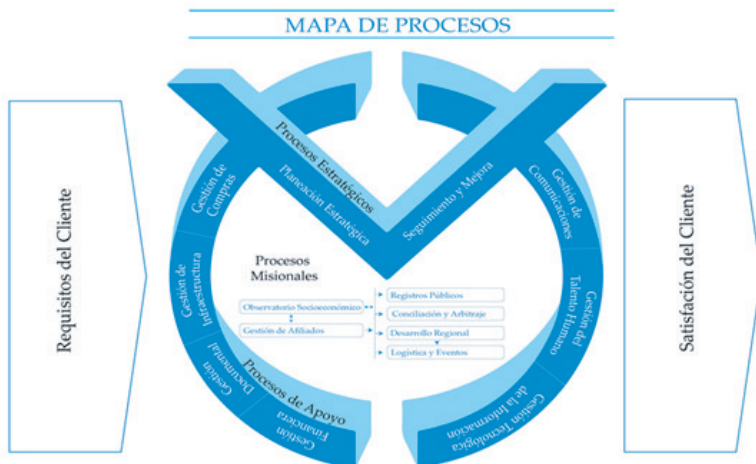 MAPA DE PROCESOS
Requisitos del Cliente
Procesos Estratégicos
Planeación Estratégica
Seguimiento y Mejora
Gestión de
Compras
Gestión de
Infraestructura
Gestión
Documental
Gestión
Financiera
Procesos de Apoyo
Procesos
Misionales
Observatorio Socioeconómico
Gestión de Afiliados
Registros Públicos
Conciliación y Arbitraje
Desarrollo Regional
Logística y Eventos
Gestión de
Comunicaciones
Gestión del
Talento Humano
Gestión Tecnológica
de la Información
Satisfacción del Cliente